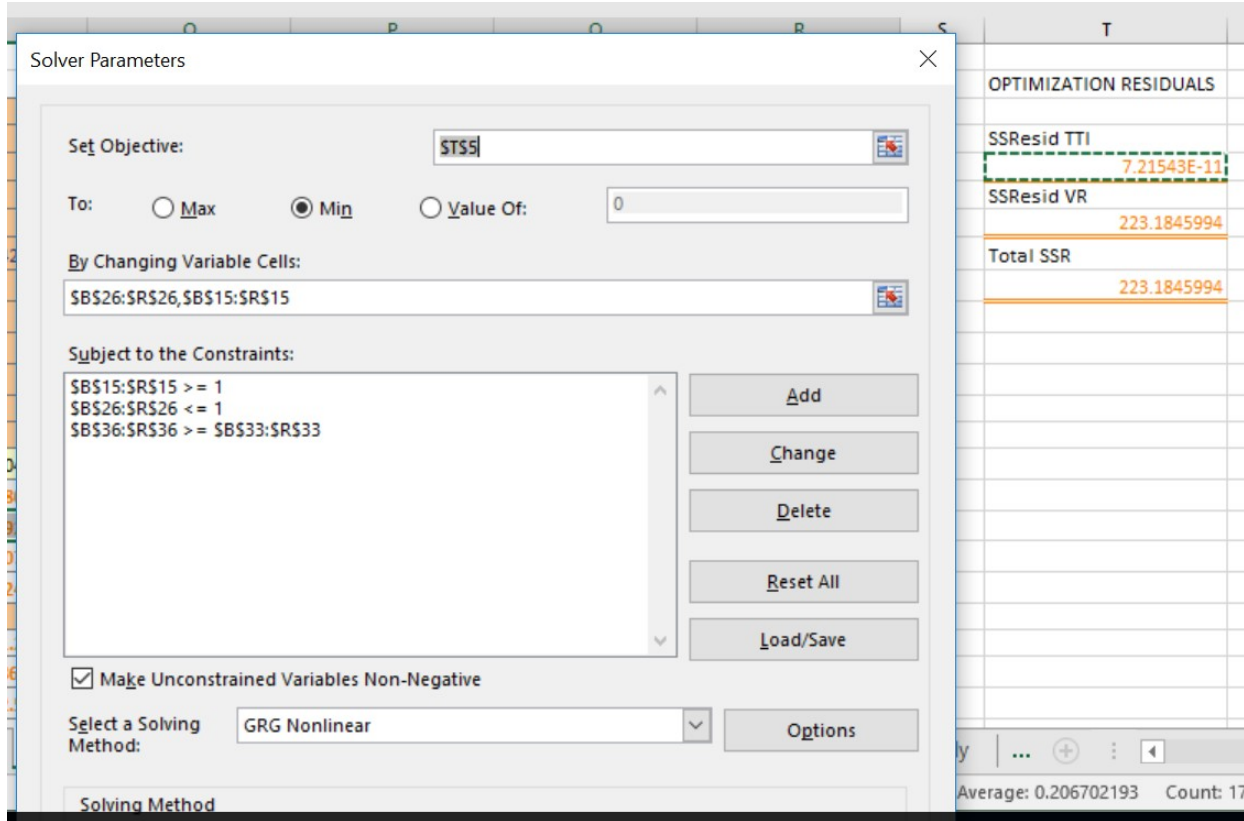 S
T
Solver Parameters
OPTIMIZATION RESIDUALS
Set Objective:
$T$5
SSResid TTI
7.21543E-11
To:
Max
Min
Value Of:
0
SSResid VR
223.1845994
By Changing Variable Cells:
Total SSR
$B$26:$R$26,$B$15:$R$15
223.1845994
Subject to the Constraints:
$B$15:$R$15 >= 1
$B$26:$R$26 <= 1
$B$36:$R$36 >= $B$33:$R$33
Add
Change
Delete
Reset All
Load/Save
Make Unconstrained Variables Non-Negative
Select a Solving
Method:
GRG Nonlinear
Options
...
Solving Method
Average: 0.206702193
Count: 17